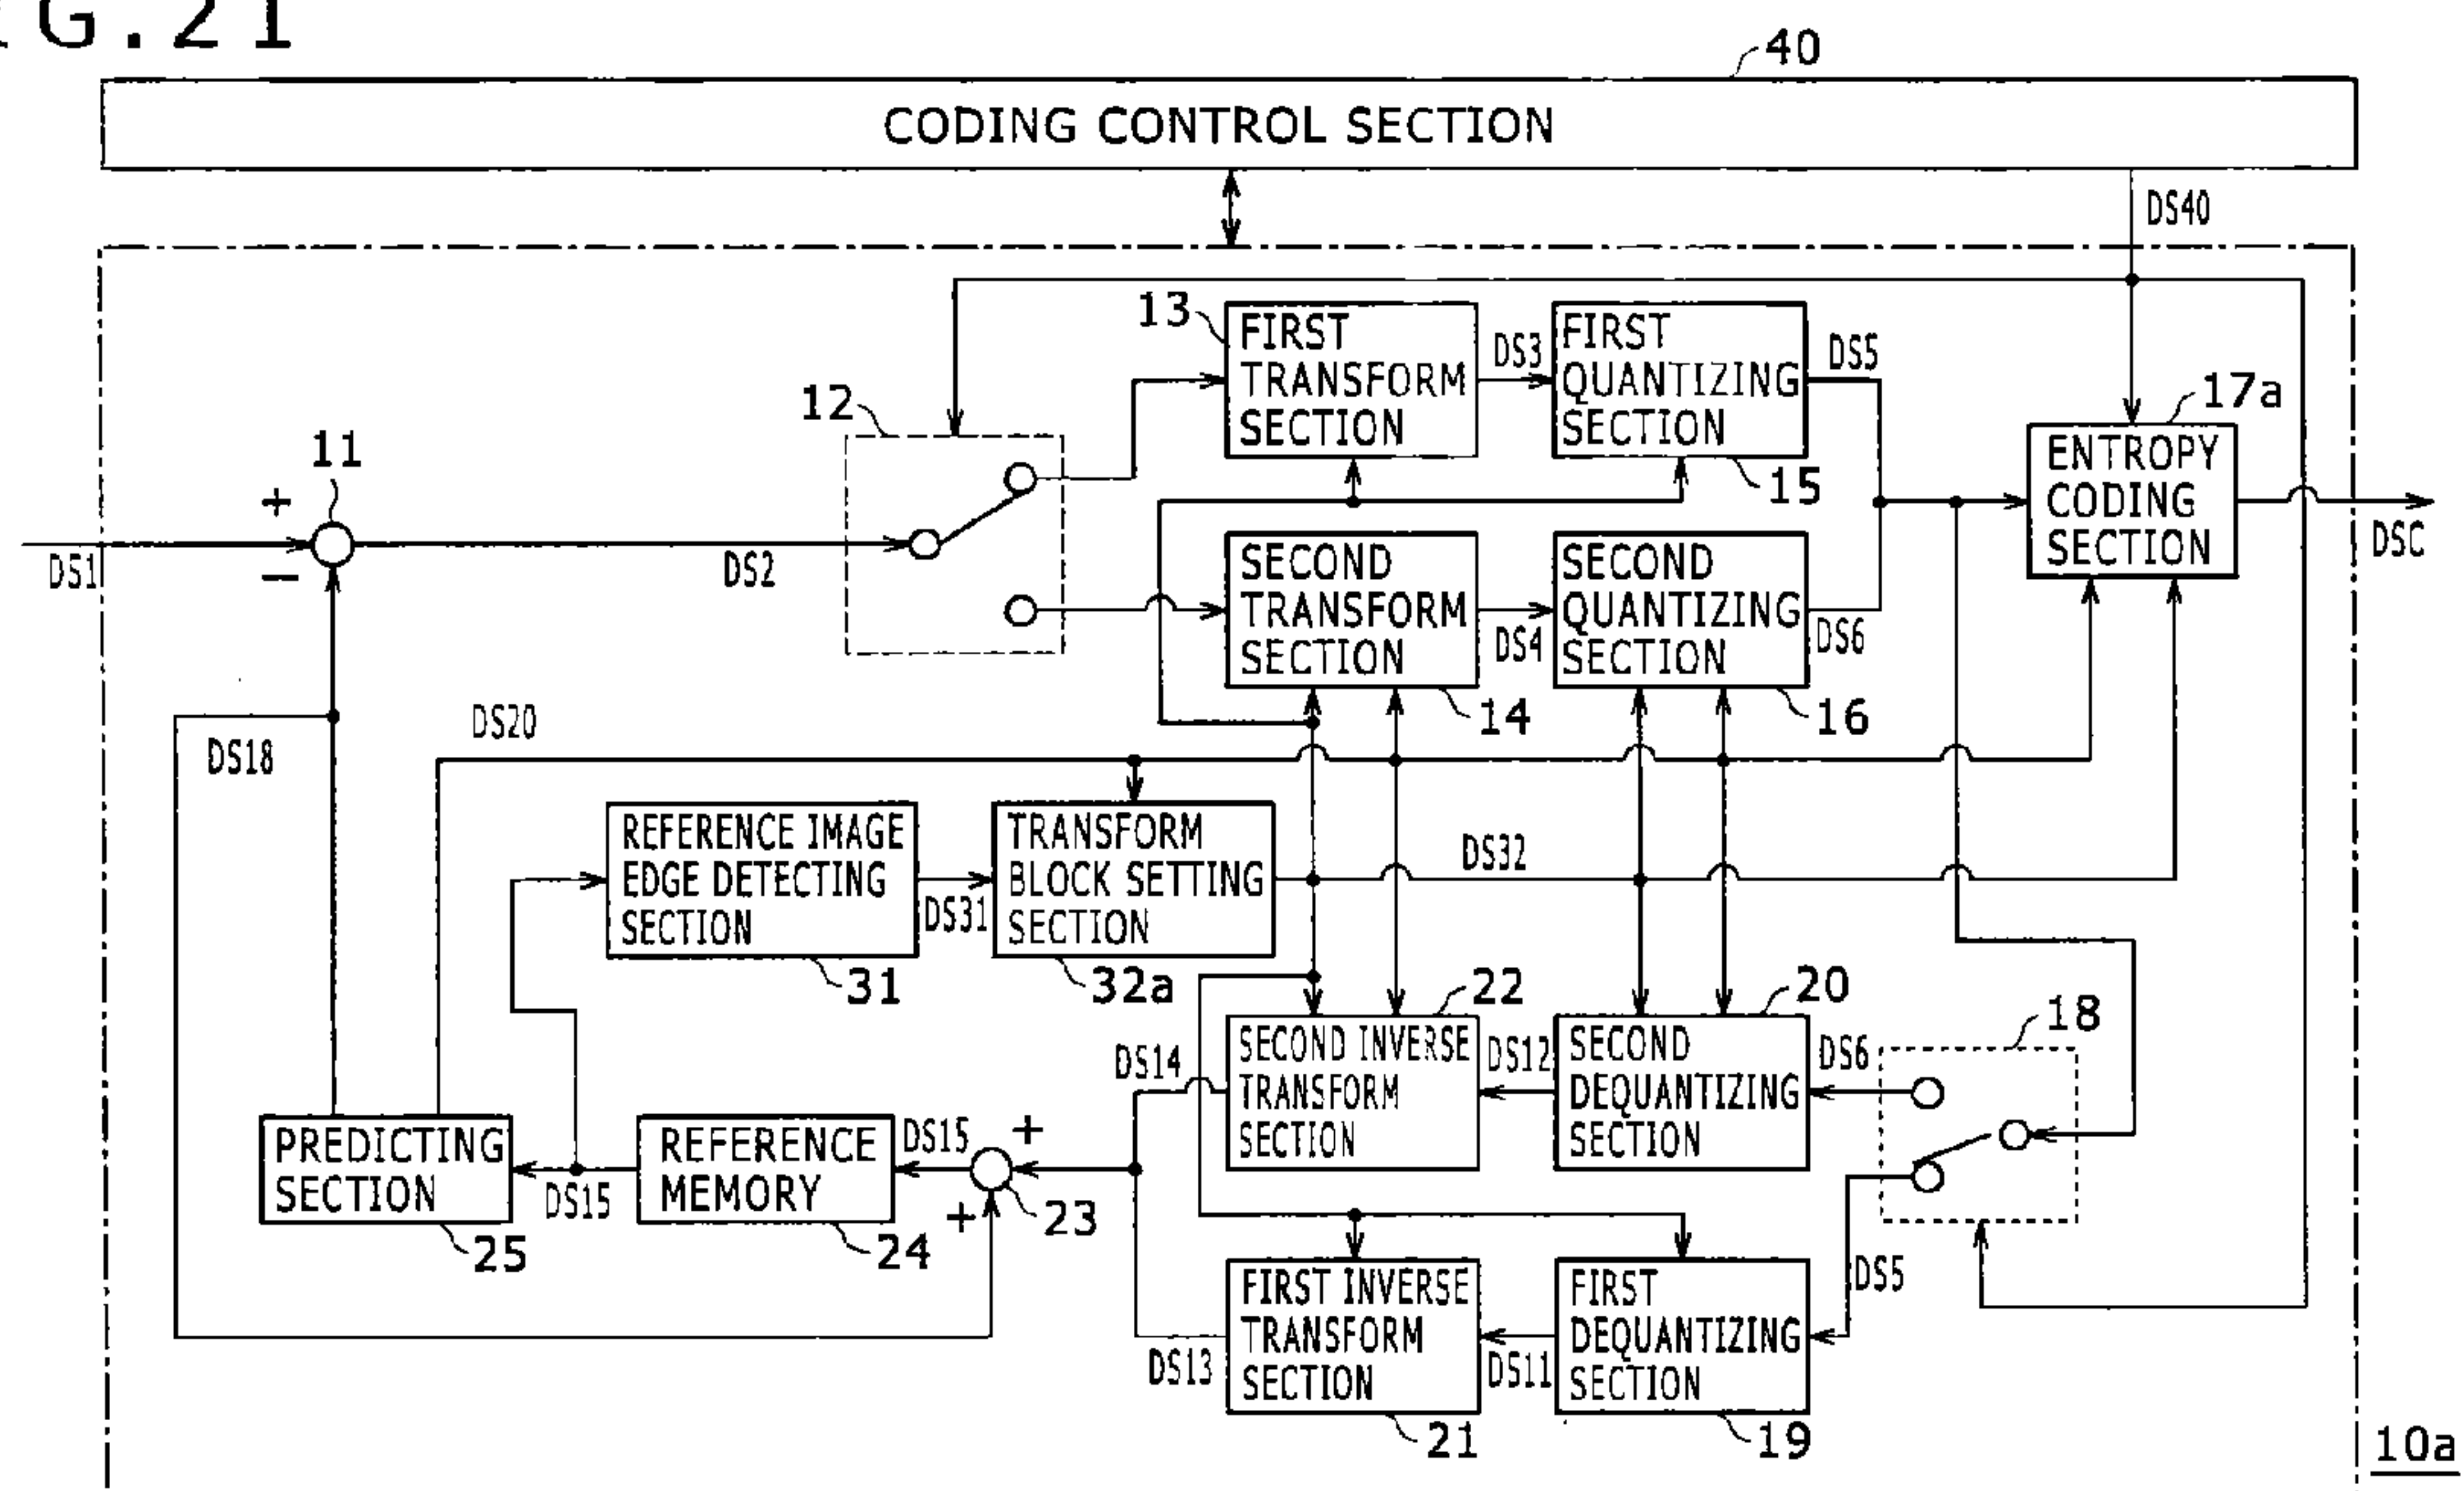 G.21
40
CODING CONTROL SECTION
DS40
13
FIRST
TRANSFORM
SECTION
DS3
FIRST
QUANTIZING
SECTION
DS5
15
12
17a
ENTROPY
CODING
SECTION
DSC
11
+
−
DS1
DS2
SECOND
TRANSFORM
SECTION
DS4
SECOND
QUANTIZING
SECTION
DS6
14
16
DS18
DS20
REFERENCE IMAGE
EDGE DETECTING
SECTION
31
DS31
TRANSFORM
BLOCK SETTING
SECTION
32a
DS32
22
20
18
DS14
SECOND INVERSE
TRANSFORM
SECTION
DS12
SECOND
DEQUANTIZING
SECTION
DS6
PREDICTING
SECTION
25
DS15
REFERENCE
MEMORY
24
DS15
+
+
23
DS5
DS13
FIRST INVERSE
TRANSFORM
SECTION
21
DS11
FIRST
DEQUANTIZING
SECTION
19
10a